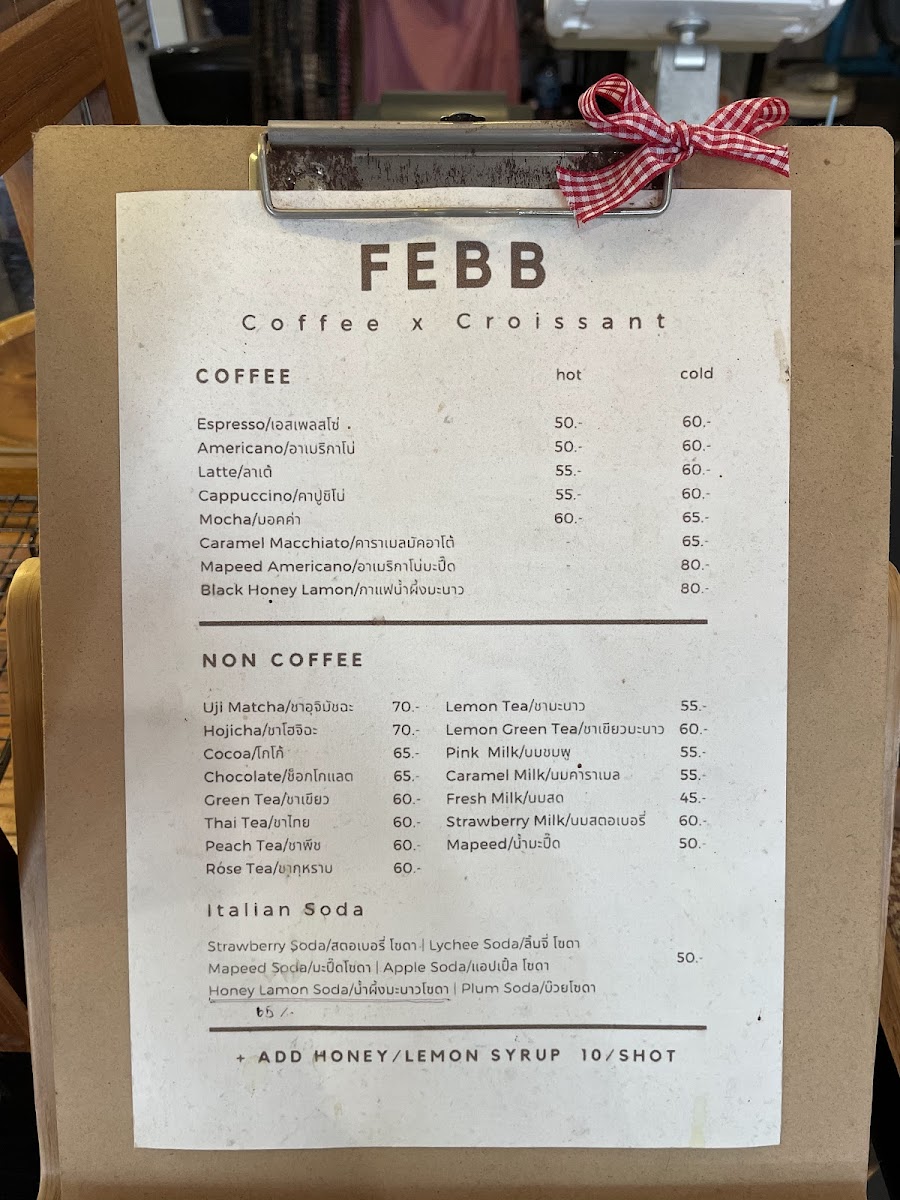 FEBB
Coffee x Croissant
COFFEE hot cold
Espresso/เอสเพลสโซ่ 50.- 60.-
Americano/อาเมริกาโน่ 50.- 60.-
Latte/ลาเต้ 55.- 60.-
Cappuccino/คาปูชิโน่ 55.- 60.-
Mocha/มอคค่า 60.- 65.-
Caramel Macchiato/คาราเมลมัคอาโต้ - 65.-
Mapeed Americano/อาเมริกาโน่มะปี๊ด - 80.-
Black Honey Lamon/กาแฟน้ำผึ้งมะนาว - 80.-
NON COFFEE
Uji Matcha/ชาอุจิมัชฉะ 70.- Lemon Tea/ชามะนาว 55.-
Hojicha/ชาโฮจิฉะ 70.- Lemon Green Tea/ชาเขียวมะนาว 60.-
Cocoa/โกโก้ 65.- Pink Milk/นมชมพู 55.-
Chocolate/ช็อกโกแลต 65.- Caramel Milk/นมคาราเมล 55.-
Green Tea/ชาเขียว 60.- Fresh Milk/นมสด 45.-
Thai Tea/ชาไทย 60.- Strawberry Milk/นมสตอเบอรี่ 60.-
Peach Tea/ชาพีช 60.- Mapeed/น้ำมะปี๊ด 50.-
Rose Tea/ชากุหราบ 60.-
Italian Soda
Strawberry Soda/สตอเบอรี่ โซดา | Lychee Soda/ลิ้นจี่ โซดา
Mapeed Soda/มะปี๊ดโซดา | Apple Soda/แอปเปิ้ล โซดา 50.-
Honey Lamon Soda/น้ำผึ้งมะนาวโซดา | Plum Soda/บ๊วยโซดา
65 /-
+ ADD HONEY/LEMON SYRUP 10/SHOT